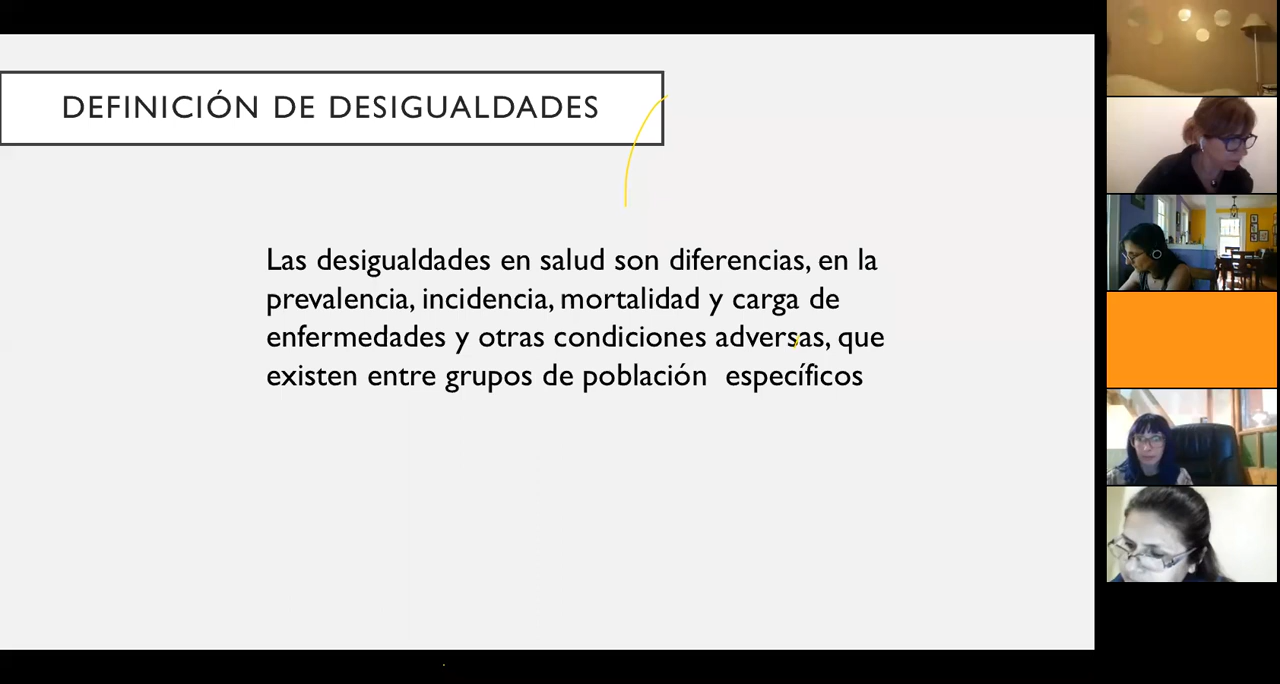 DEFINICIÓN DE DESIGUALDADES
Las desigualdades en salud son diferencias, en la
prevalencia, incidencia, mortalidad y carga de
enfermedades y otras condiciones adversas, que
existen entre grupos de población  específicos